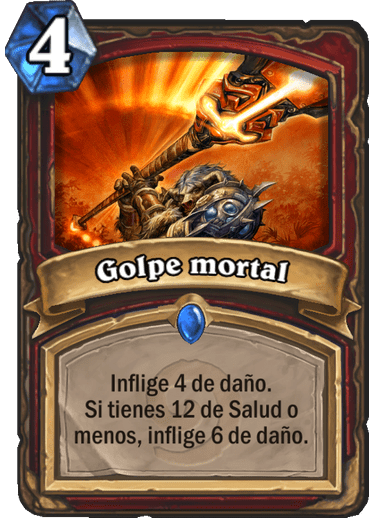 4
Golpe mortal
Inflige 4 de daño.
Si tienes 12 de Salud o
menos, inflige 6 de daño.